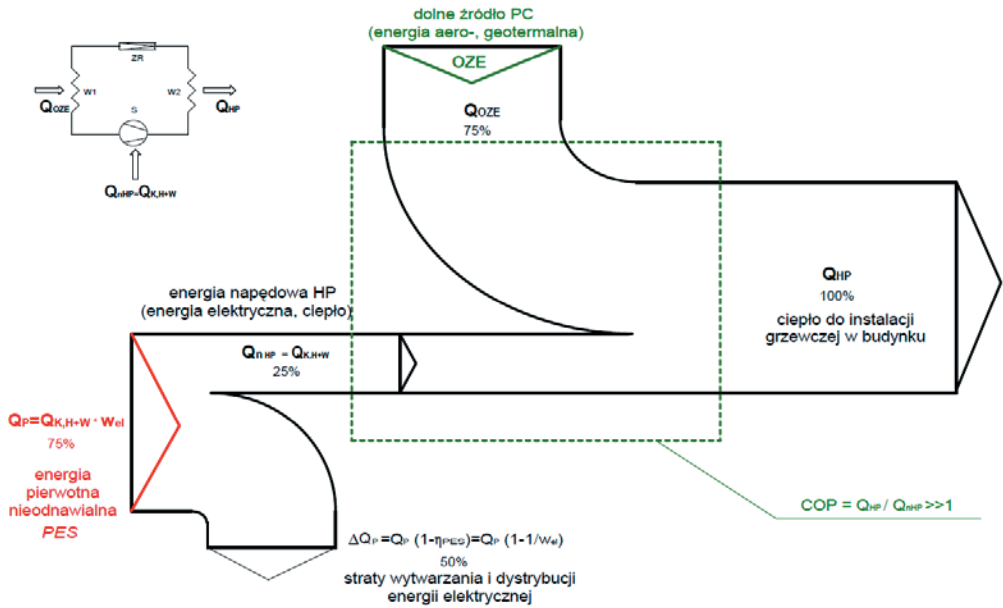 dolne źródło PC
(energia aero-, geotermalna)
OZE
QOZE
75%
ZR
W1
W2
S
QOZE
QHP
QnHP=QK,H+W
QHP
100%
ciepło do instalacji
grzewczej w budynku
energia napędowa HP
(energia elektryczna, ciepło)
Qn HP = QK,H+W
25%
QP=QK,H+W * wel
75%
energia
pierwotna
nieodnawialna
PES
COP = QHP / QnHP >>1
ΔQP =QP (1-ηPES)=QP (1-1/wel)
50%
straty wytwarzania i dystrybucji
energii elektrycznej